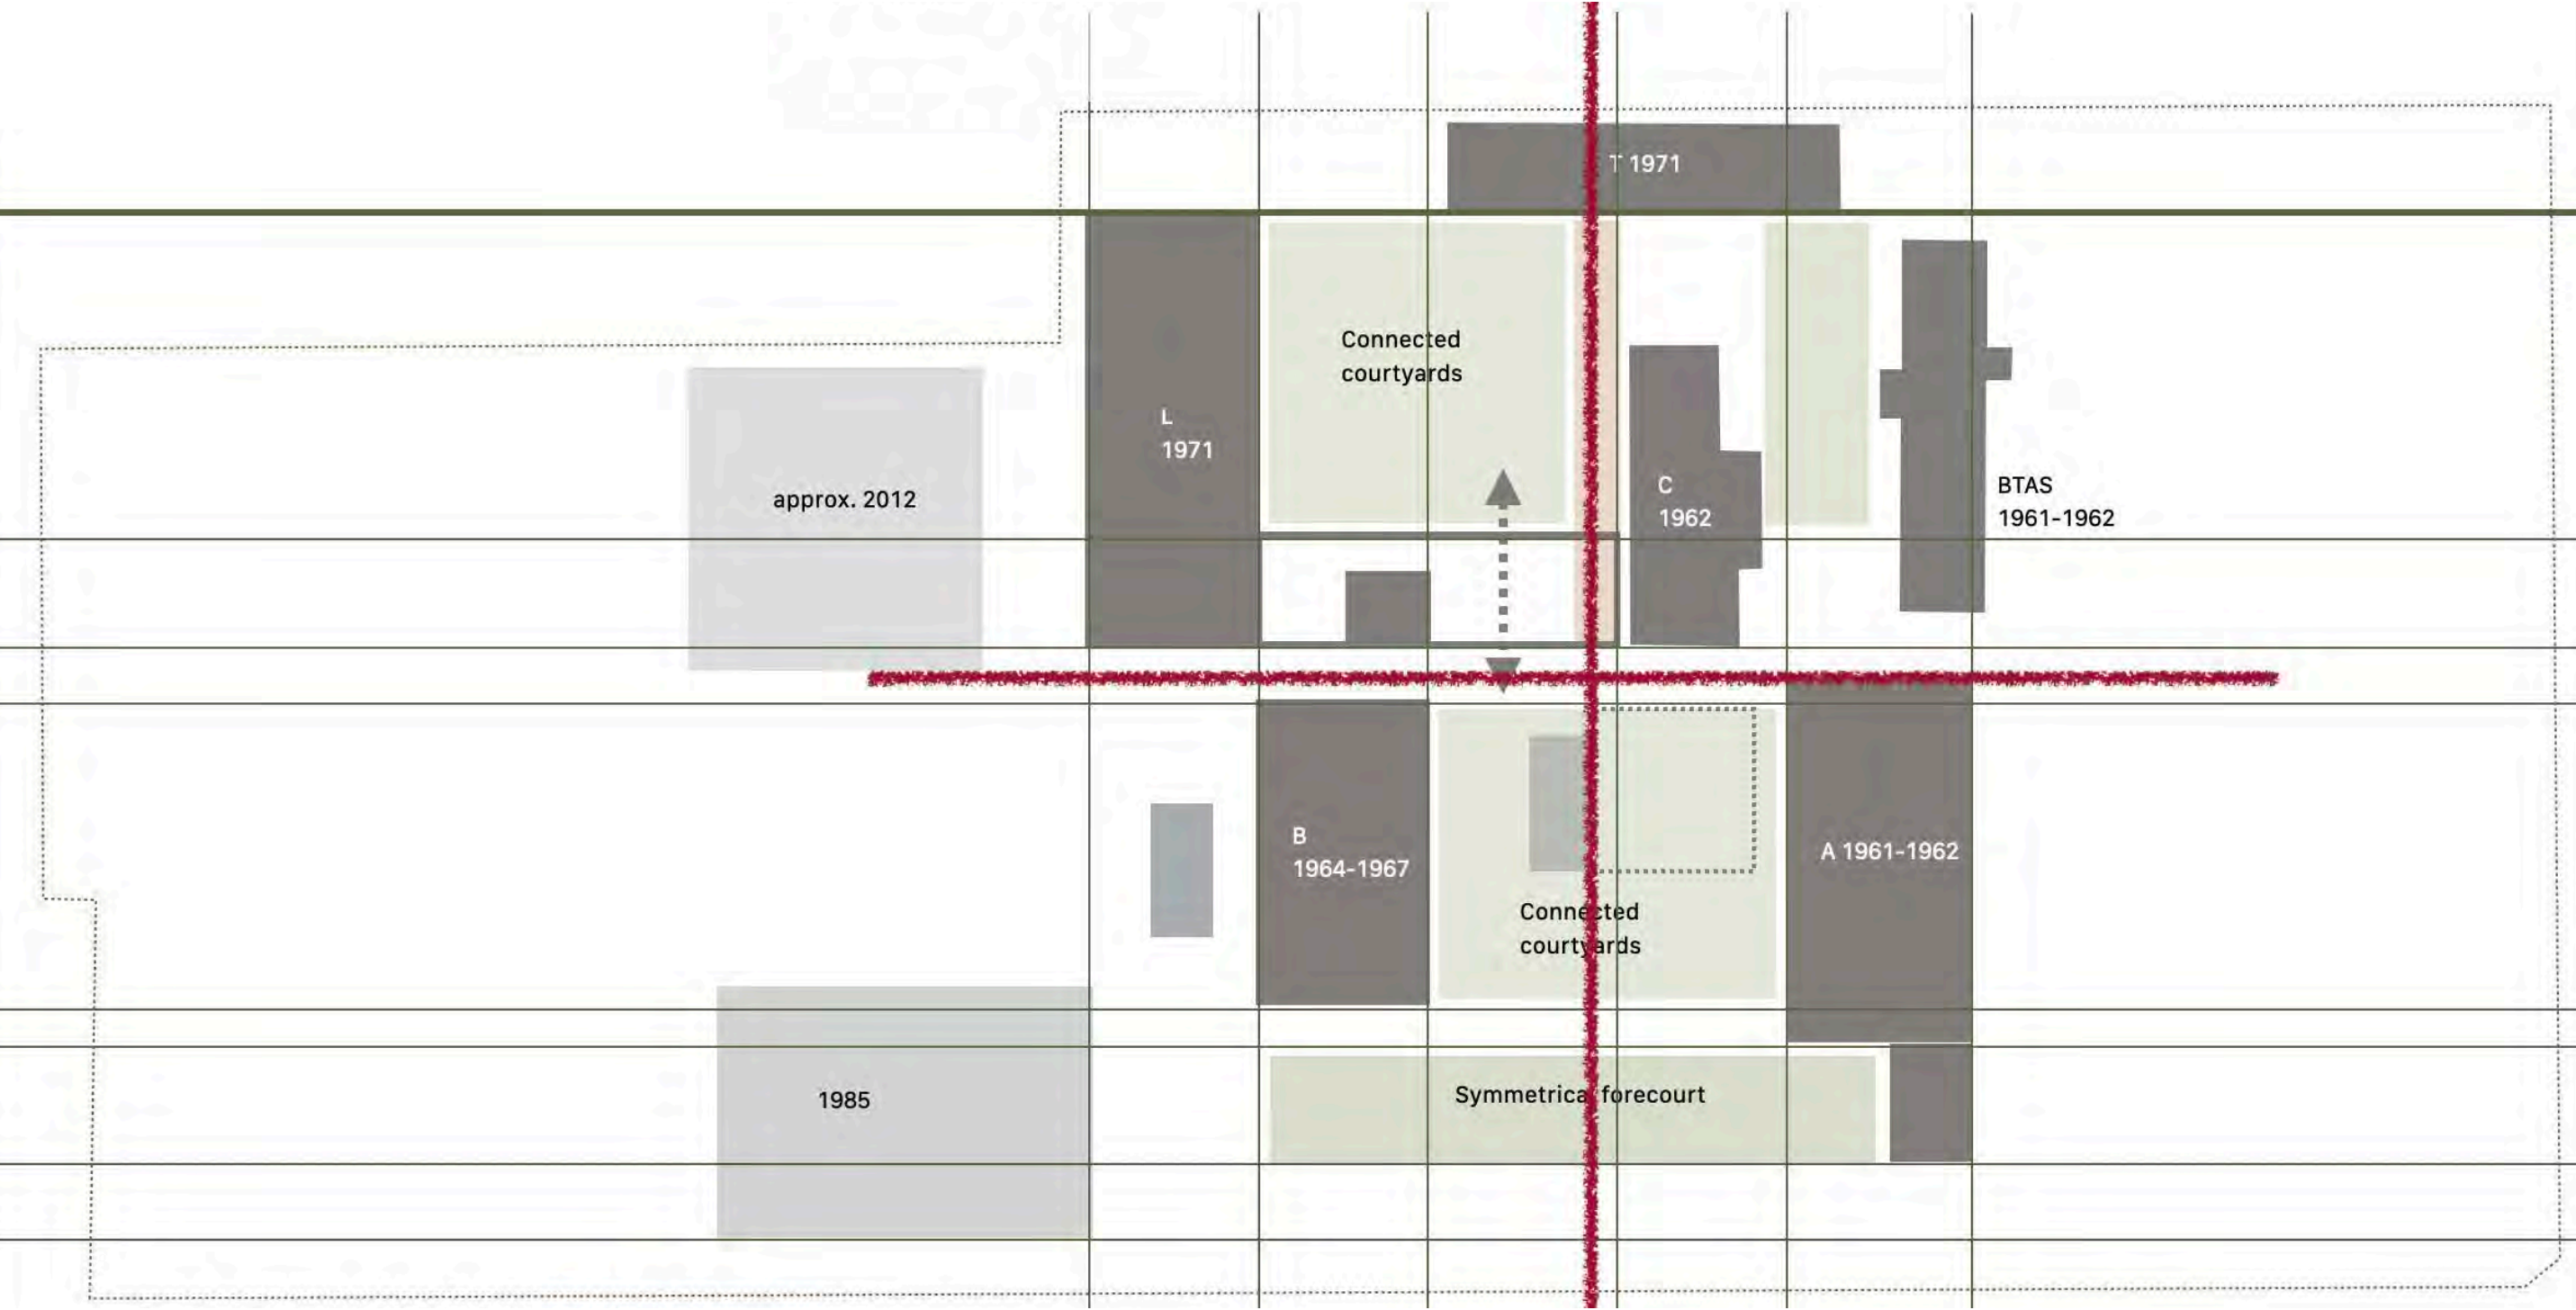 T 1971
Connected
courtyards
L
1971
approx. 2012
C
1962
BTAS
1961-1962
B
1964-1967
A 1961-1962
Connected
courtyards
1985
Symmetrical forecourt